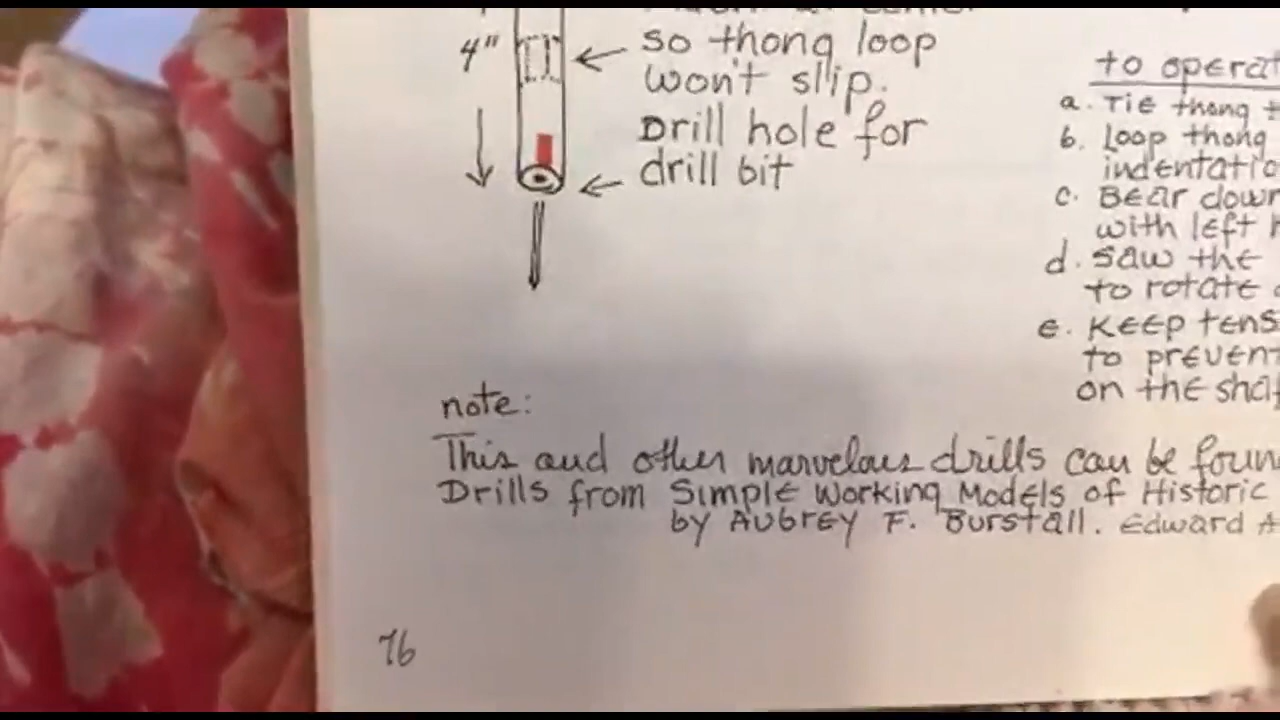 4" so thong loop
won't slip.
Drill hole for
drill bit
to operat
a. Tie thong t
b. Loop thong
indentatio
c. Bear down
with left h
d. Saw the
to rotate
e. Keep tens
to prevent
on the shaf
note:
This and other marvelous drills can be foun
Drills from Simple Working Models of Historic
by Aubrey F. Burstall. Edward A
76